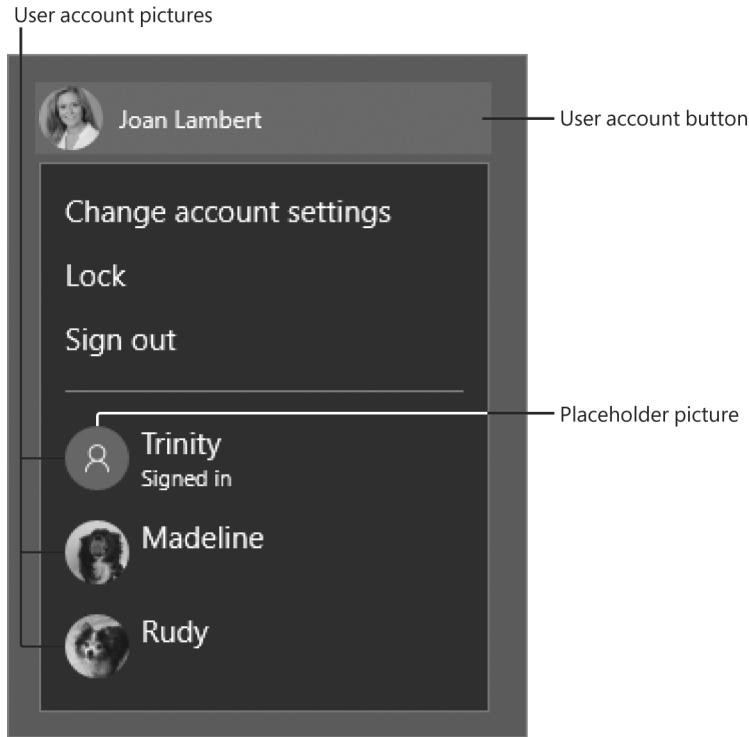 User account pictures
Joan Lambert
User account button
Change account settings
Lock
Sign out
Placeholder picture
Trinity
Signed in
Madeline
Rudy